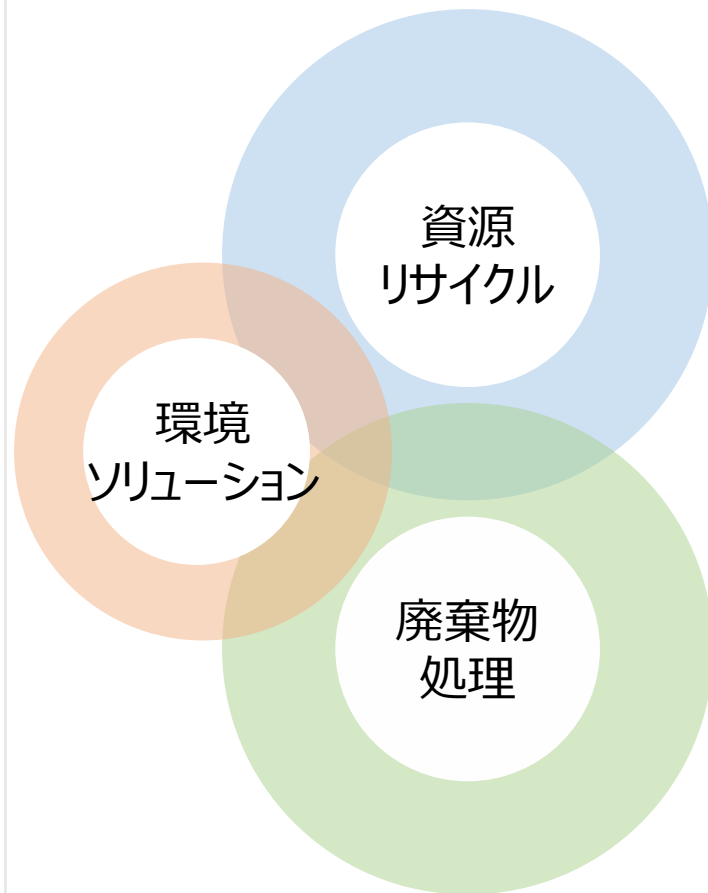 資源
リサイクル
環境
ソリューション
廃棄物
処理